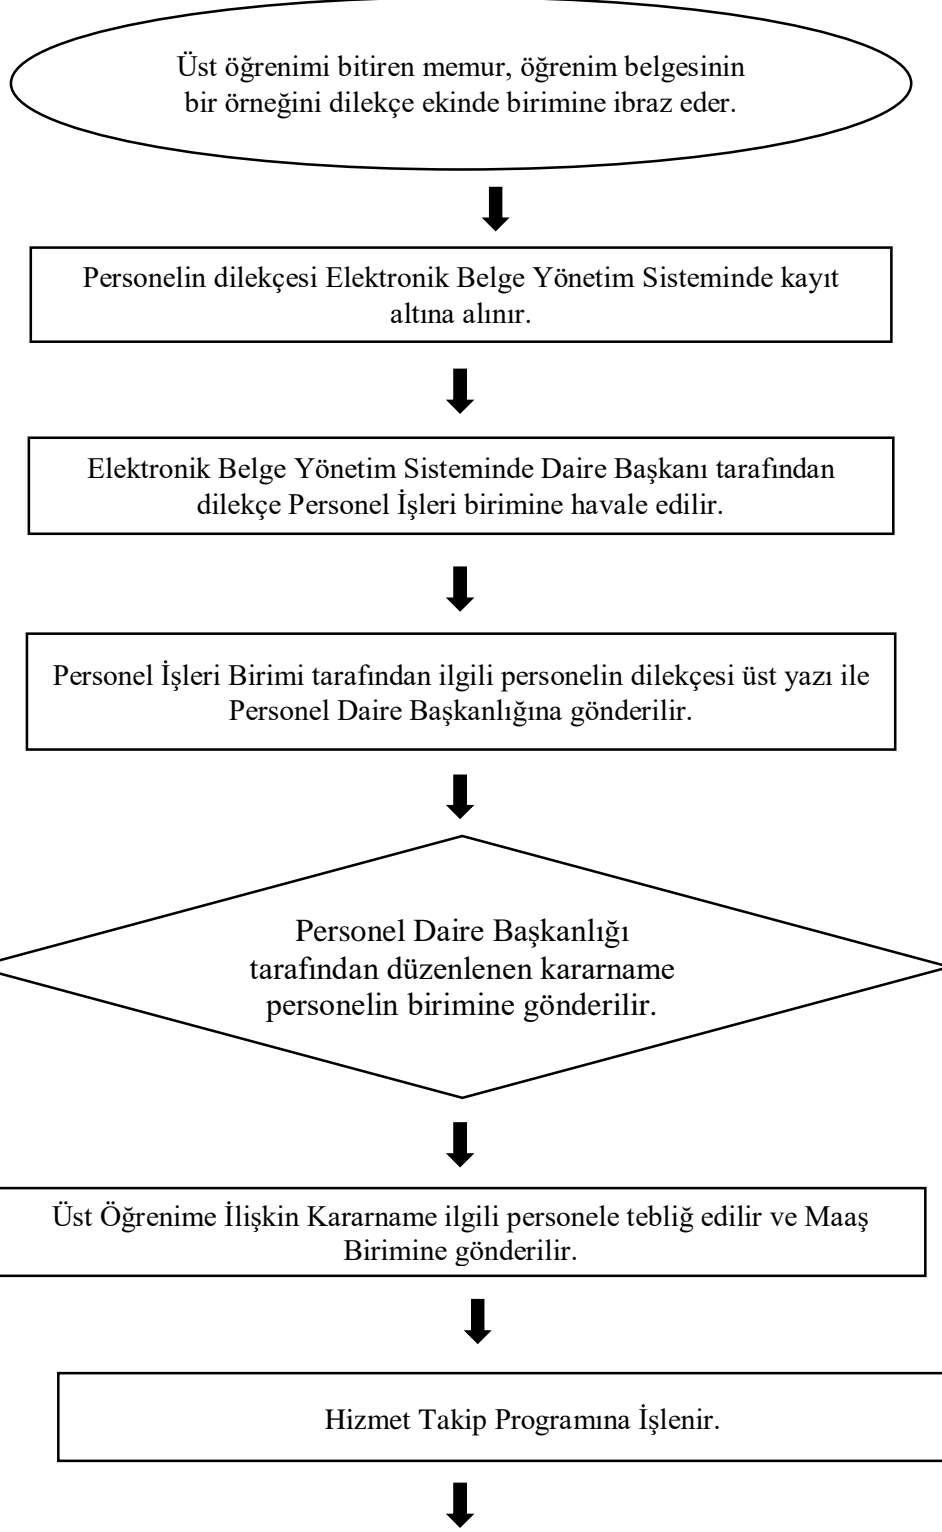 Üst öğrenimi bitiren memur, öğrenim belgesinin
bir örneğini dilekçe ekinde birimine ibraz eder.
Personelin dilekçesi Elektronik Belge Yönetim Sisteminde kayıt
altına alınır.
Elektronik Belge Yönetim Sisteminde Daire Başkanı tarafından
dilekçe Personel İşleri birimine havale edilir.
Personel İşleri Birimi tarafından ilgili personelin dilekçesi üst yazı ile
Personel Daire Başkanlığına gönderilir.
Personel Daire Başkanlığı
tarafından düzenlenen kararname
personelin birimine gönderilir.
Üst Öğrenime İlişkin Kararname ilgili personele tebliğ edilir ve Maaş
Birimine gönderilir.
Hizmet Takip Programına İşlenir.